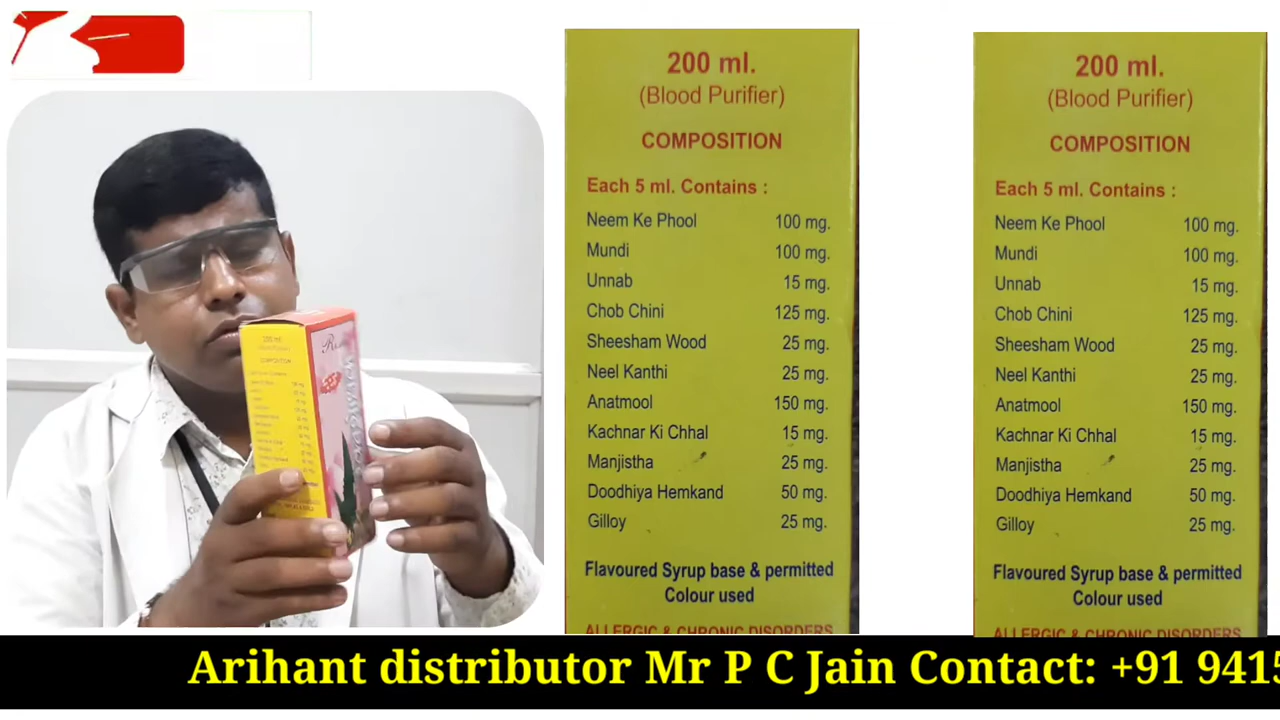 200 ml.
(Blood Purifier)
COMPOSITION
Each 5 ml. Contains :
Neem Ke Phool 100 mg.
Mundi 100 mg.
Unnab 15 mg.
Chob Chini 125 mg.
Sheesham Wood 25 mg.
Neel Kanthi 25 mg.
Anatmool 150 mg.
Kachnar Ki Chhal 15 mg.
Manjistha 25 mg.
Doodhiya Hemkand 50 mg.
Gilloy 25 mg.
Flavoured Syrup base & permitted
Colour used
ALLERGIC & CHRONIC DISORDERS
200 ml.
(Blood Purifier)
COMPOSITION
Each 5 ml. Contains :
Neem Ke Phool 100 mg.
Mundi 100 mg.
Unnab 15 mg.
Chob Chini 125 mg.
Sheesham Wood 25 mg.
Neel Kanthi 25 mg.
Anatmool 150 mg.
Kachnar Ki Chhal 15 mg.
Manjistha 25 mg.
Doodhiya Hemkand 50 mg.
Gilloy 25 mg.
Flavoured Syrup base & permitted
Colour used
ALLERGIC & CHRONIC DISORDERS
Arihant distributor Mr P C Jain Contact: +91 9415